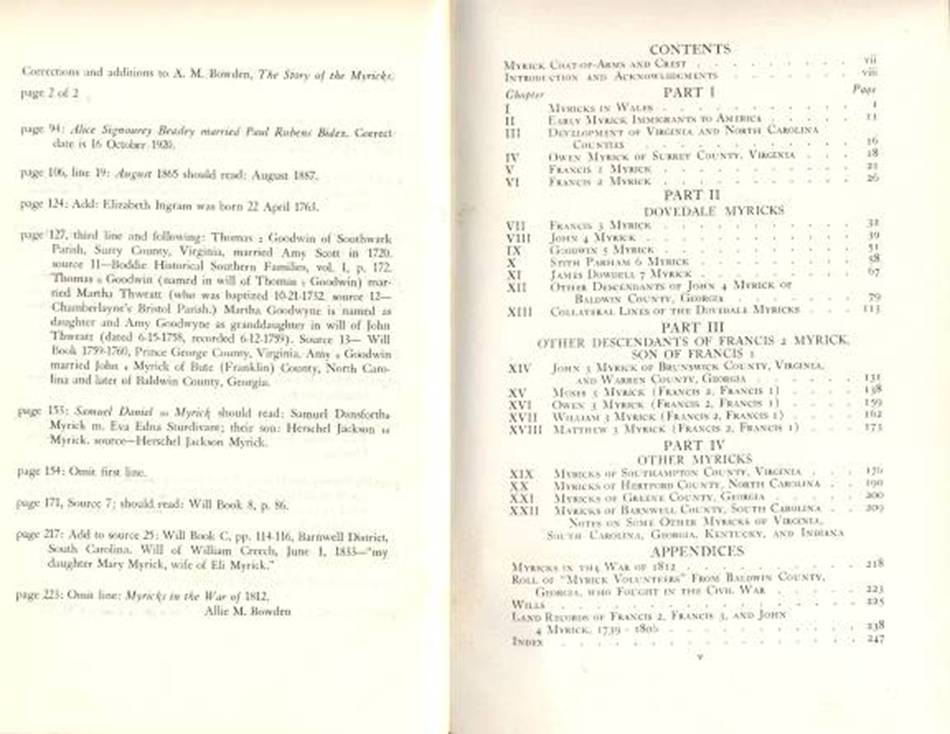 Corrections and additions to A. M. Bowden, The Story of the Myricks,
page 2 of 2
page 94: Alice Signourey Beadey married Paul Rubens Bidez. Correct
date is 16 October 1920.
page 106, line 19: August 1865 should read: August 1887.
page 124: Add: Elizabeth Ingram was born 22 April 1763.
page 127, third line and following: Thomas 2 Goodwin of Southwark
Parish, Surry County, Virginia, married Amy Scott in 1720.
source 11—Boddie Historical Southern Families, vol. I, p. 172.
Thomas 3 Goodwin (named in will of Thomas 2 Goodwin) mar-
ried Martha Thweatt (who was baptized 10-21-1732 source 12—
Chamberlayne's Bristol Parish.) Martha Goodwyne is named as
daughter and Amy Goodwyne as granddaughter in will of John
Thweatt (dated 6-15-1758, recorded 6-12-1759). Source 13— Will
Book 1759-1760, Prince George County, Virginia. Amy 4 Goodwin
married John 4 Myrick of Bute (Franklin) County, North Caro-
lina and later of Baldwin County, Georgia.
page 153: Samuel Daniel 10 Myrick should read: Samuel Dansforth
Myrick m. Eva Edna Sturdivant; their son: Herschel Jackson 11
Myrick. source—Herschel Jackson Myrick.
page 154: Omit first line.
page 171, Source 7; should read: Will Book 8, p. 86.
page 217: Add to source 25: Will Book C, pp. 114-116, Barnwell District,
South Carolina. Will of William Creech, June 1, 1833—"my
daughter Mary Myrick, wife of Eli Myrick."
page 223: Omit line: Myricks in the War of 1812.
Allie M. Bowden
CONTENTS
Myrick Coat-of-Arms and Crest . . . . . . . . . vii
Introduction and Acknowledgments . . . . . . . viii
Chapter PART I Page
I Myricks in Wales . . . . . . . . . . 1
II Early Myrick Immigrants to America . . . . . 11
III Development of Virginia and North Carolina
Counties . . . . . . . . . . . 16
IV Owen Myrick of Surrey County, Virginia . . . 18
V Francis 1 Myrick . . . . . . . . . . 21
VI Francis 2 Myrick . . . . . . . . . . 26
PART II
DOVEDALE MYRICKS
VII Francis 3 Myrick . . . . . . . . . . 32
VIII John 4 Myrick . . . . . . . . . . . 39
IX Goodwin 5 Myrick . . . . . . . . . . 51
X Stith Parham 6 Myrick . . . . . . . . 58
XI James Dowdell 7 Myrick . . . . . . . . 67
XII Other Descendants of John 4 Myrick of
Baldwin County, Georgia . . . . . . . 79
XIII Collateral Lines of the Dovedale Myricks . . . 113
PART III
OTHER DESCENDANTS OF FRANCIS 2 MYRICK,
SON OF FRANCIS 1
XIV John 3 Myrick of Brunswick County, Virginia,
and Warren County, Georgia . . . . . . 131
XV Moses 3 Myrick (Francis 2, Francis 1) . . . . 138
XVI Owen 3 Myrick (Francis 2, Francis 1) . . . . 159
XVII William 3 Myrick (Francis 2, Francis 1) . . . . 162
XVIII Matthew 3 Myrick (Francis 2, Francis 1) . . . 173
PART IV
OTHER MYRICKS
XIX Myricks of Southampton County, Virginia . . . 176
XX Myricks of Hertford County, North Carolina . . 190
XXI Myricks of Greene County, Georgia . . . . . 200
XXII Myricks of Barnwell County, South Carolina . . 209
Notes on Some Other Myricks of Virginia,
South Carolina, Georgia, Kentucky, and Indiana
APPENDICES
Myricks in the War of 1812 . . . . . . . . . 218
Roll of "Myrick Volunteers" From Baldwin County,
Georgia, who Fought in the Civil War . . . . . 223
Wills . . . . . . . . . . . . . . 225
Land Records of Francis 2, Francis 3, and John
4 Myrick, 1739 - 1806 . . . . . . . . . . 238
Index . . . . . . . . . . . . . . 247
v